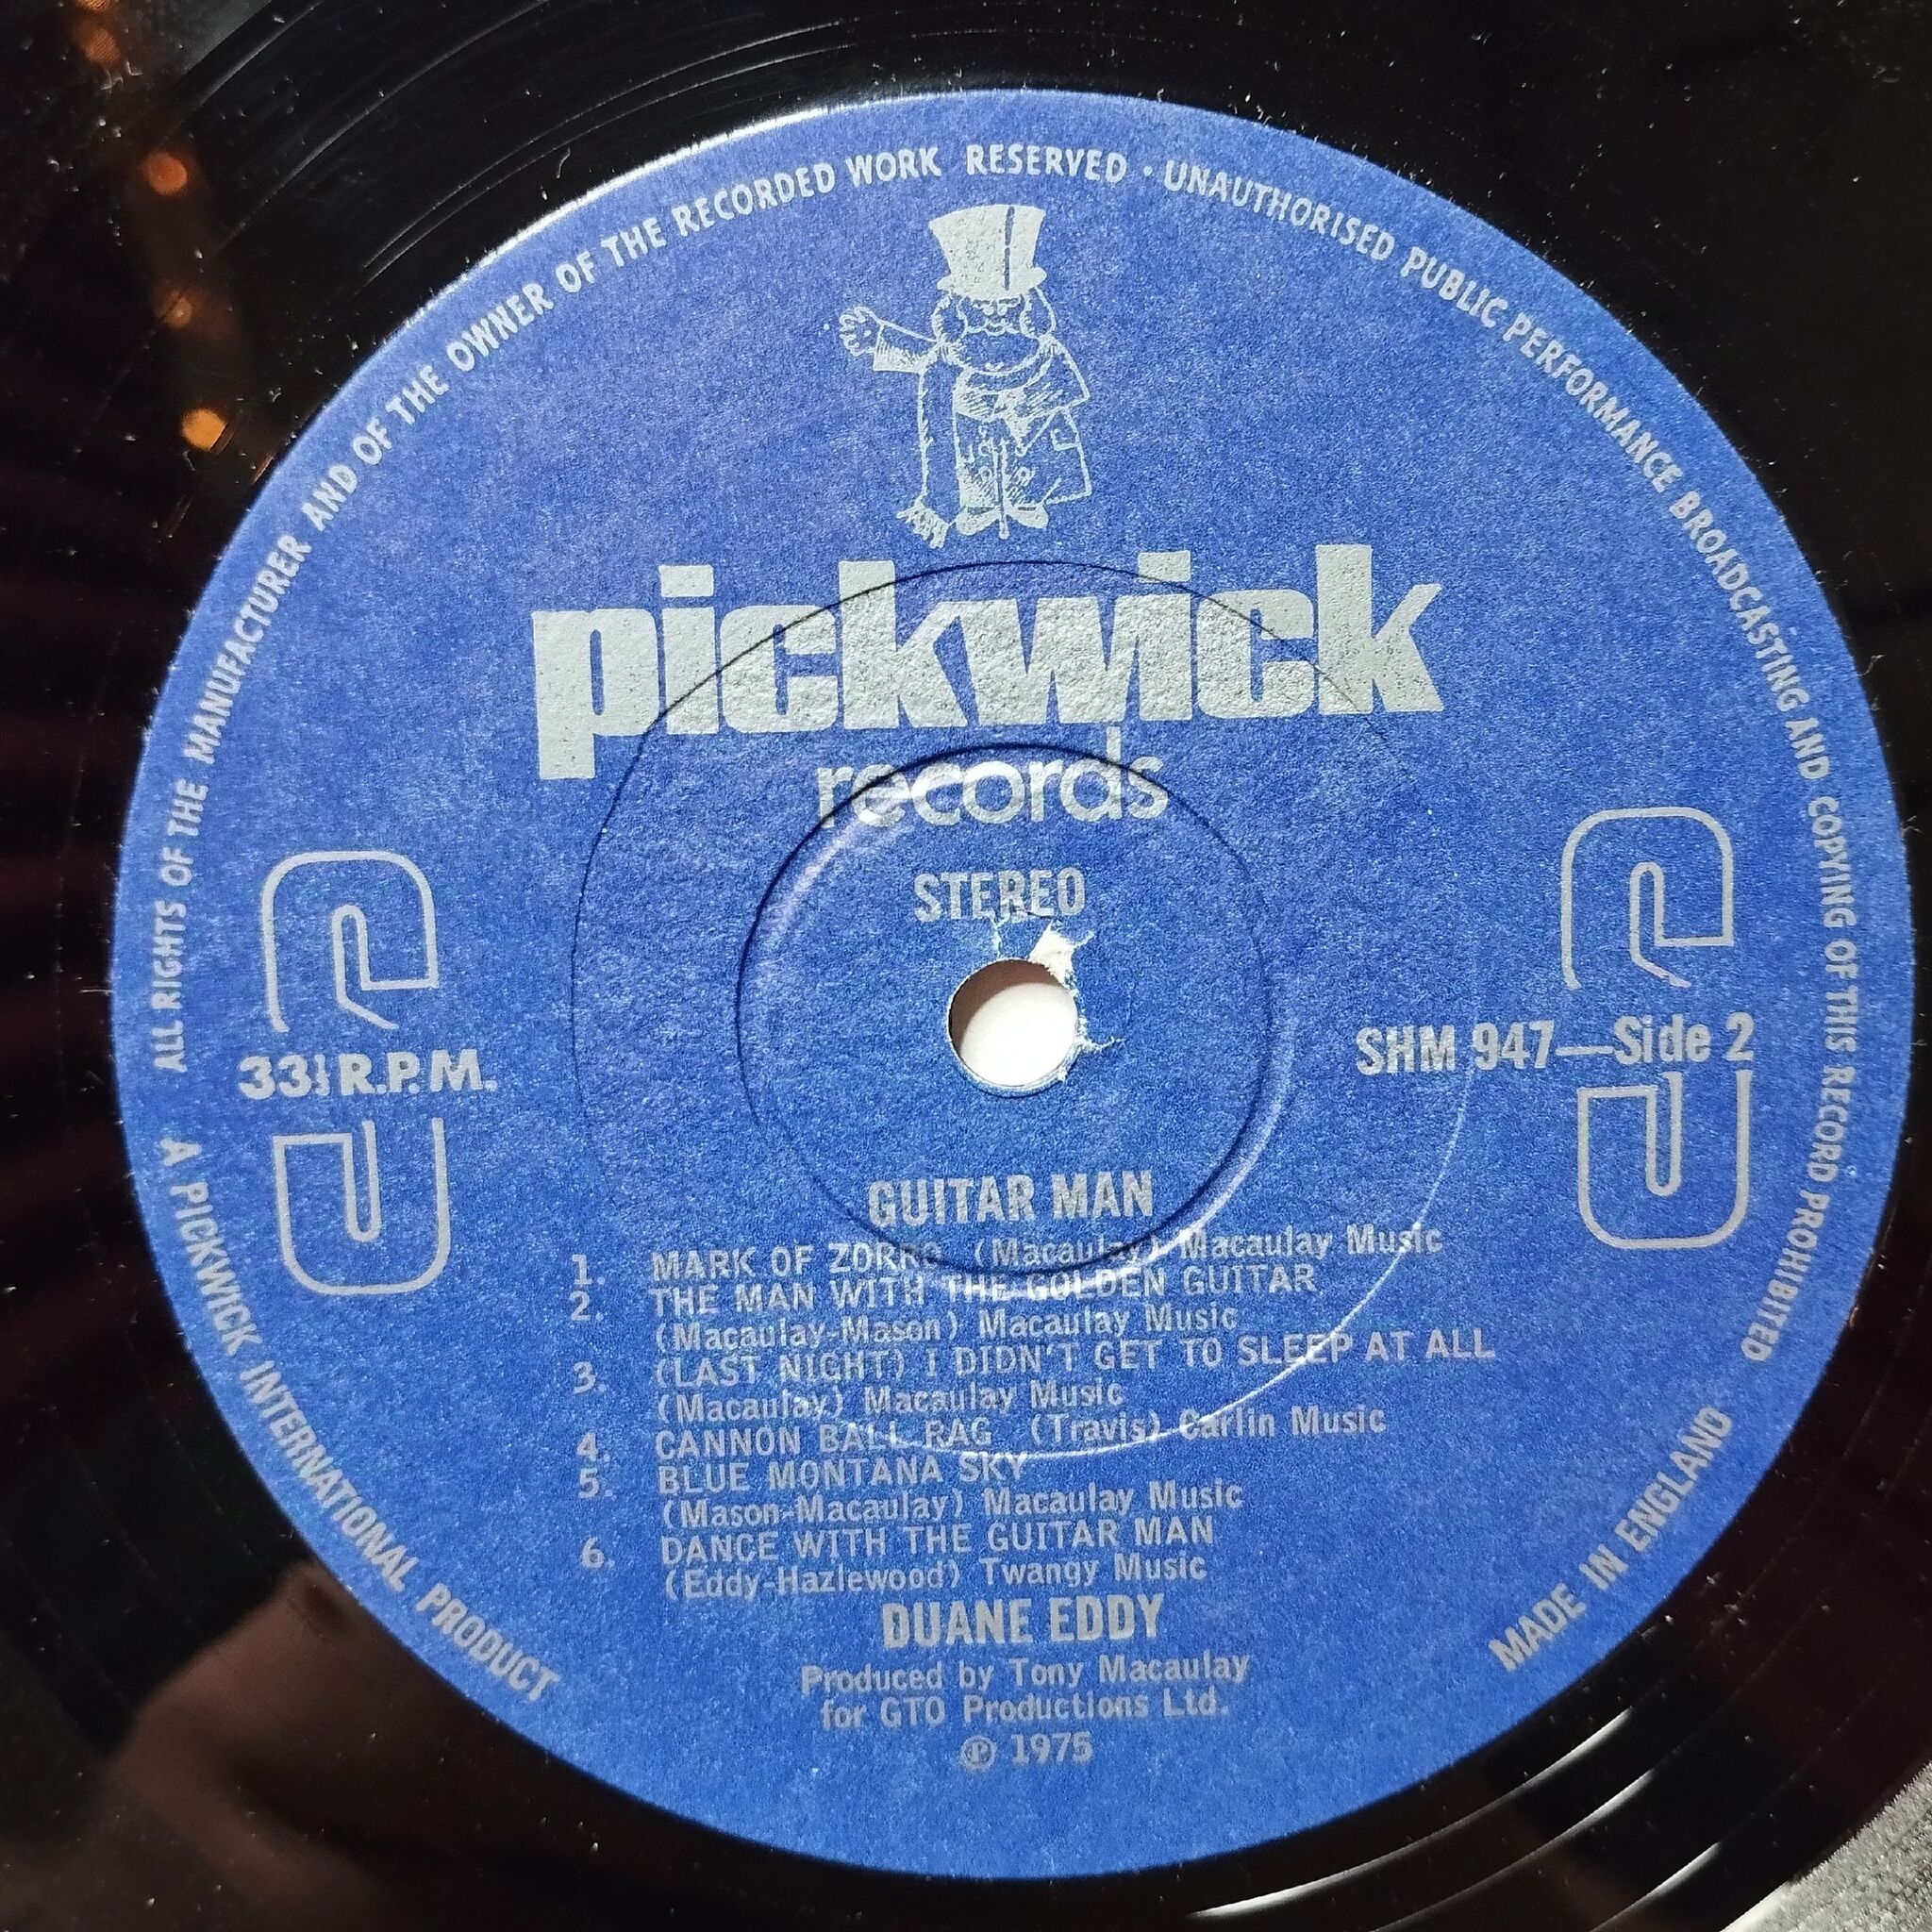 ALL RIGHTS OF THE MANUFACTURER AND OF THE OWNER OF THE RECORDED WORK RESERVED · UNAUTHORISED PUBLIC PERFORMANCE BROADCASTING AND COPYING OF THIS RECORD PROHIBITED
pickwick
records
STEREO
33⅓ R.P.M.
SHM 947—Side 2
GUITAR MAN
1. MARK OF ZORRO (Macaulay) Macaulay Music
2. THE MAN WITH THE GOLDEN GUITAR
(Macaulay-Mason) Macaulay Music
3. (LAST NIGHT) I DIDN'T GET TO SLEEP AT ALL
(Macaulay) Macaulay Music
4. CANNON BALL RAG (Travis) Carlin Music
5. BLUE MONTANA SKY
(Mason-Macaulay) Macaulay Music
6. DANCE WITH THE GUITAR MAN
(Eddy-Hazlewood) Twangy Music
DUANE EDDY
Produced by Tony Macaulay
for GTO Productions Ltd.
℗ 1975
A PICKWICK INTERNATIONAL PRODUCT
MADE IN ENGLAND